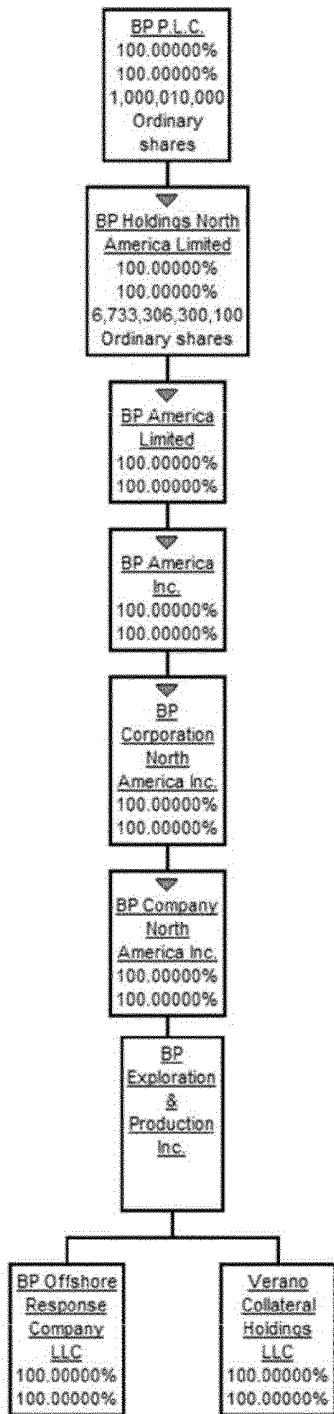 BP P.L.C.
100.00000%
100.00000%
1,000,010,000
Ordinary
shares
BP Holdings North
America Limited
100.00000%
100.00000%
6,733,306,300,100
Ordinary shares
BP America
Limited
100.00000%
100.00000%
BP America
Inc.
100.00000%
100.00000%
BP
Corporation
North
America Inc.
100.00000%
100.00000%
BP Company
North
America Inc.
100.00000%
100.00000%
BP
Exploration
&
Production
Inc.
BP Offshore
Response
Company
LLC
100.00000%
100.00000%
Verano
Collateral
Holdings
LLC
100.00000%
100.00000%